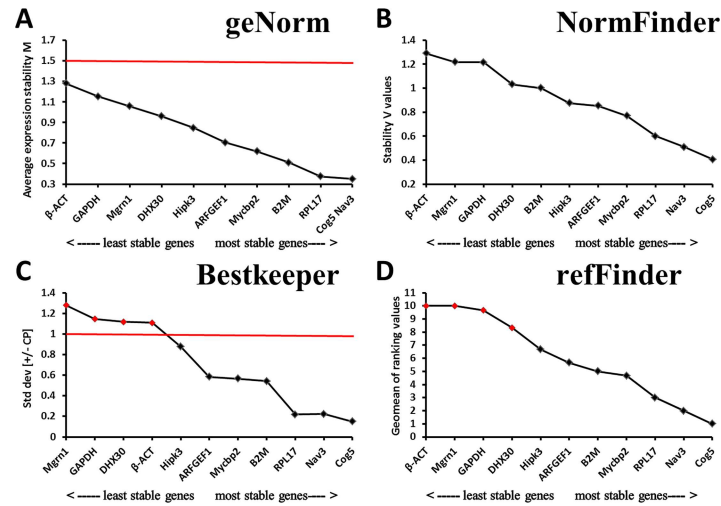 A
geNorm
Average expression stability M
1.7
1.5
1.3
1.1
0.9
0.7
0.5
0.3
β-ACT
GAPDH
Mgrn1
DHX30
Hipk3
ARFGEF1
Mycbp2
B2M
RPL17
Cog5 Nav3
< ----- least stable genes most stable genes---- >
B
NormFinder
Stability V values
1.4
1.2
1
0.8
0.6
0.4
0.2
β-ACT
Mgrn1
GAPDH
DHX30
B2M
Hipk3
ARFGEF1
Mycbp2
RPL17
Nav3
Cog5
< ----- least stable genes most stable genes---- >
C
Bestkeeper
Std dev [+/- CP]
1.4
1.2
1
0.8
0.6
0.4
0.2
0
Mgrn1
GAPDH
DHX30
β-ACT
Hipk3
ARFGEF1
Mycbp2
B2M
RPL17
Nav3
Cog5
< ----- least stable genes most stable genes---- >
D
refFinder
Geomean of ranking values
10
9
8
7
6
5
4
3
2
1
0
β-ACT
Mgrn1
GAPDH
DHX30
Hipk3
ARFGEF1
B2M
Mycbp2
RPL17
Nav3
Cog5
< ----- least stable genes most stable genes---- >